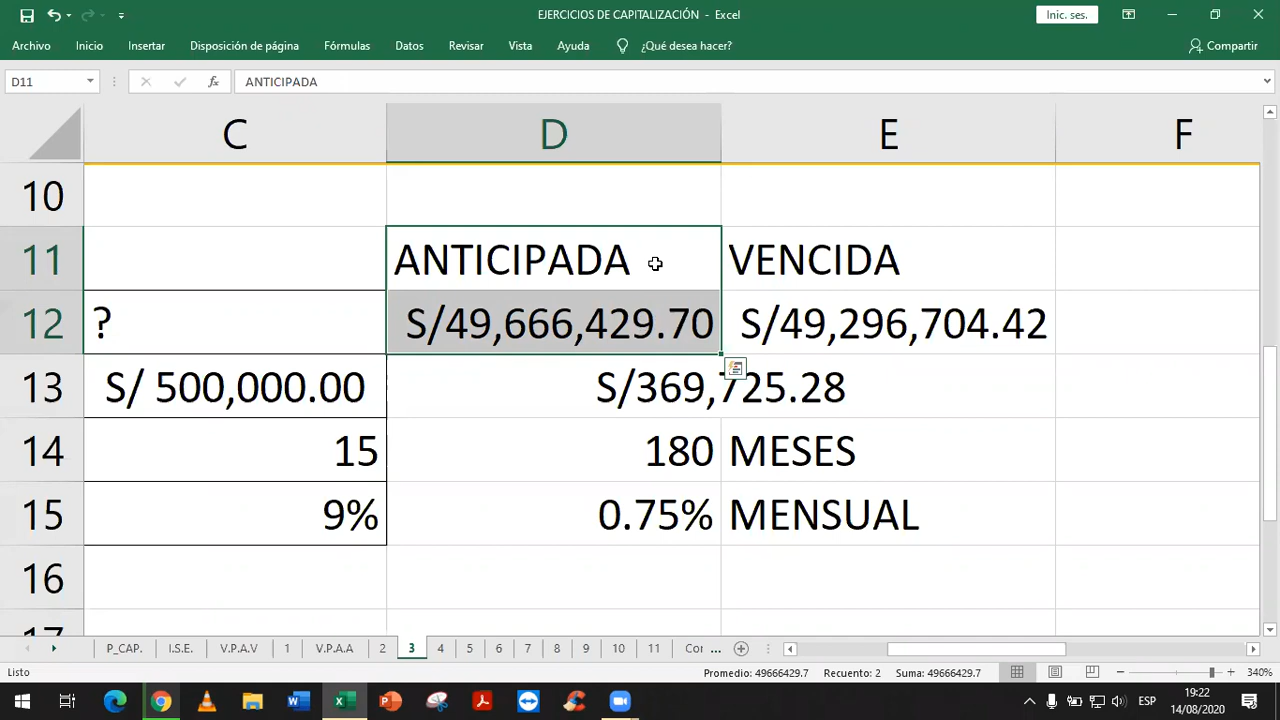 EJERCICIOS DE CAPITALIZACIÓN - Excel
Inic. ses.
Archivo Inicio Insertar Disposición de página Fórmulas Datos Revisar Vista Ayuda ¿Qué desea hacer? Compartir
D11 fx ANTICIPADA
C D E F
10
11 ANTICIPADA VENCIDA
12 ? S/49,666,429.70 S/49,296,704.42
13 S/ 500,000.00 S/369,725.28
14 15 180 MESES
15 9% 0.75% MENSUAL
16
17
P_CAP. I.S.E. V.P.A.V 1 V.P.A.A 2 3 4 5 6 7 8 9 10 11 Cor ...
Listo Promedio: 49666429.7 Recuento: 2 Suma: 49666429.7 340%
ESP 19:22
14/08/2020